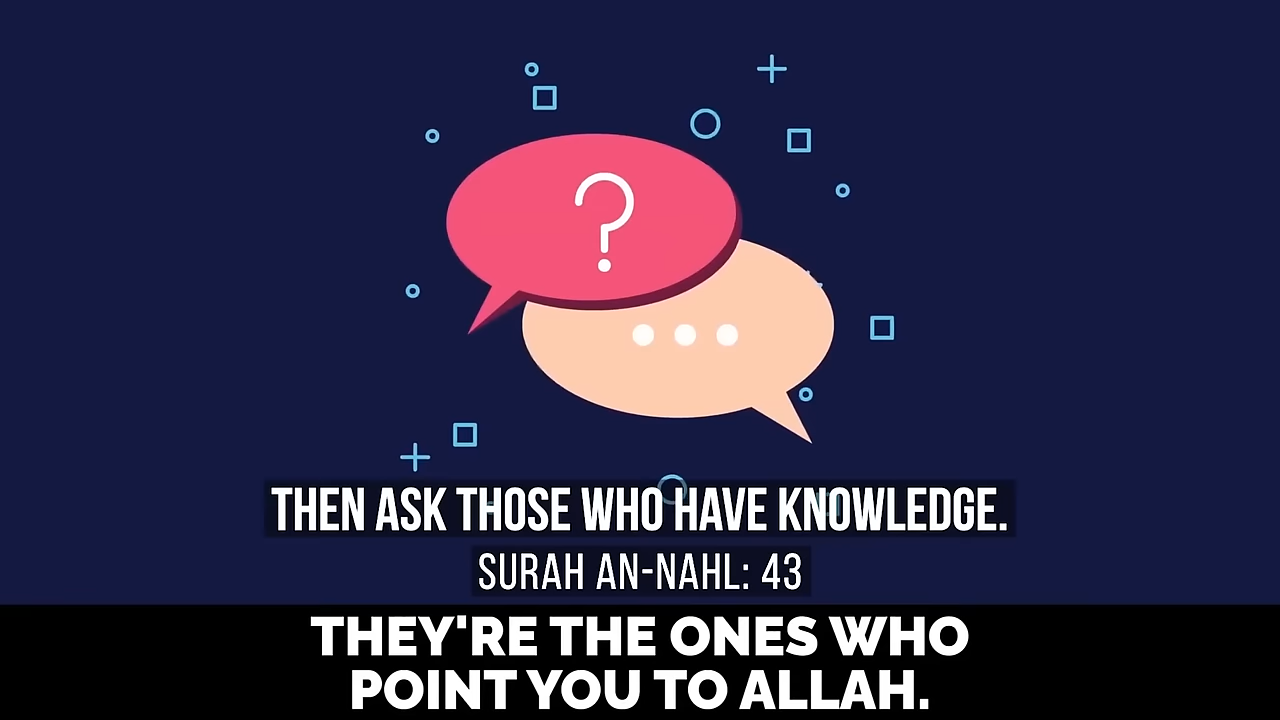 ?
THEN ASK THOSE WHO HAVE KNOWLEDGE.
SURAH AN-NAHL: 43
THEY'RE THE ONES WHO
POINT YOU TO ALLAH.